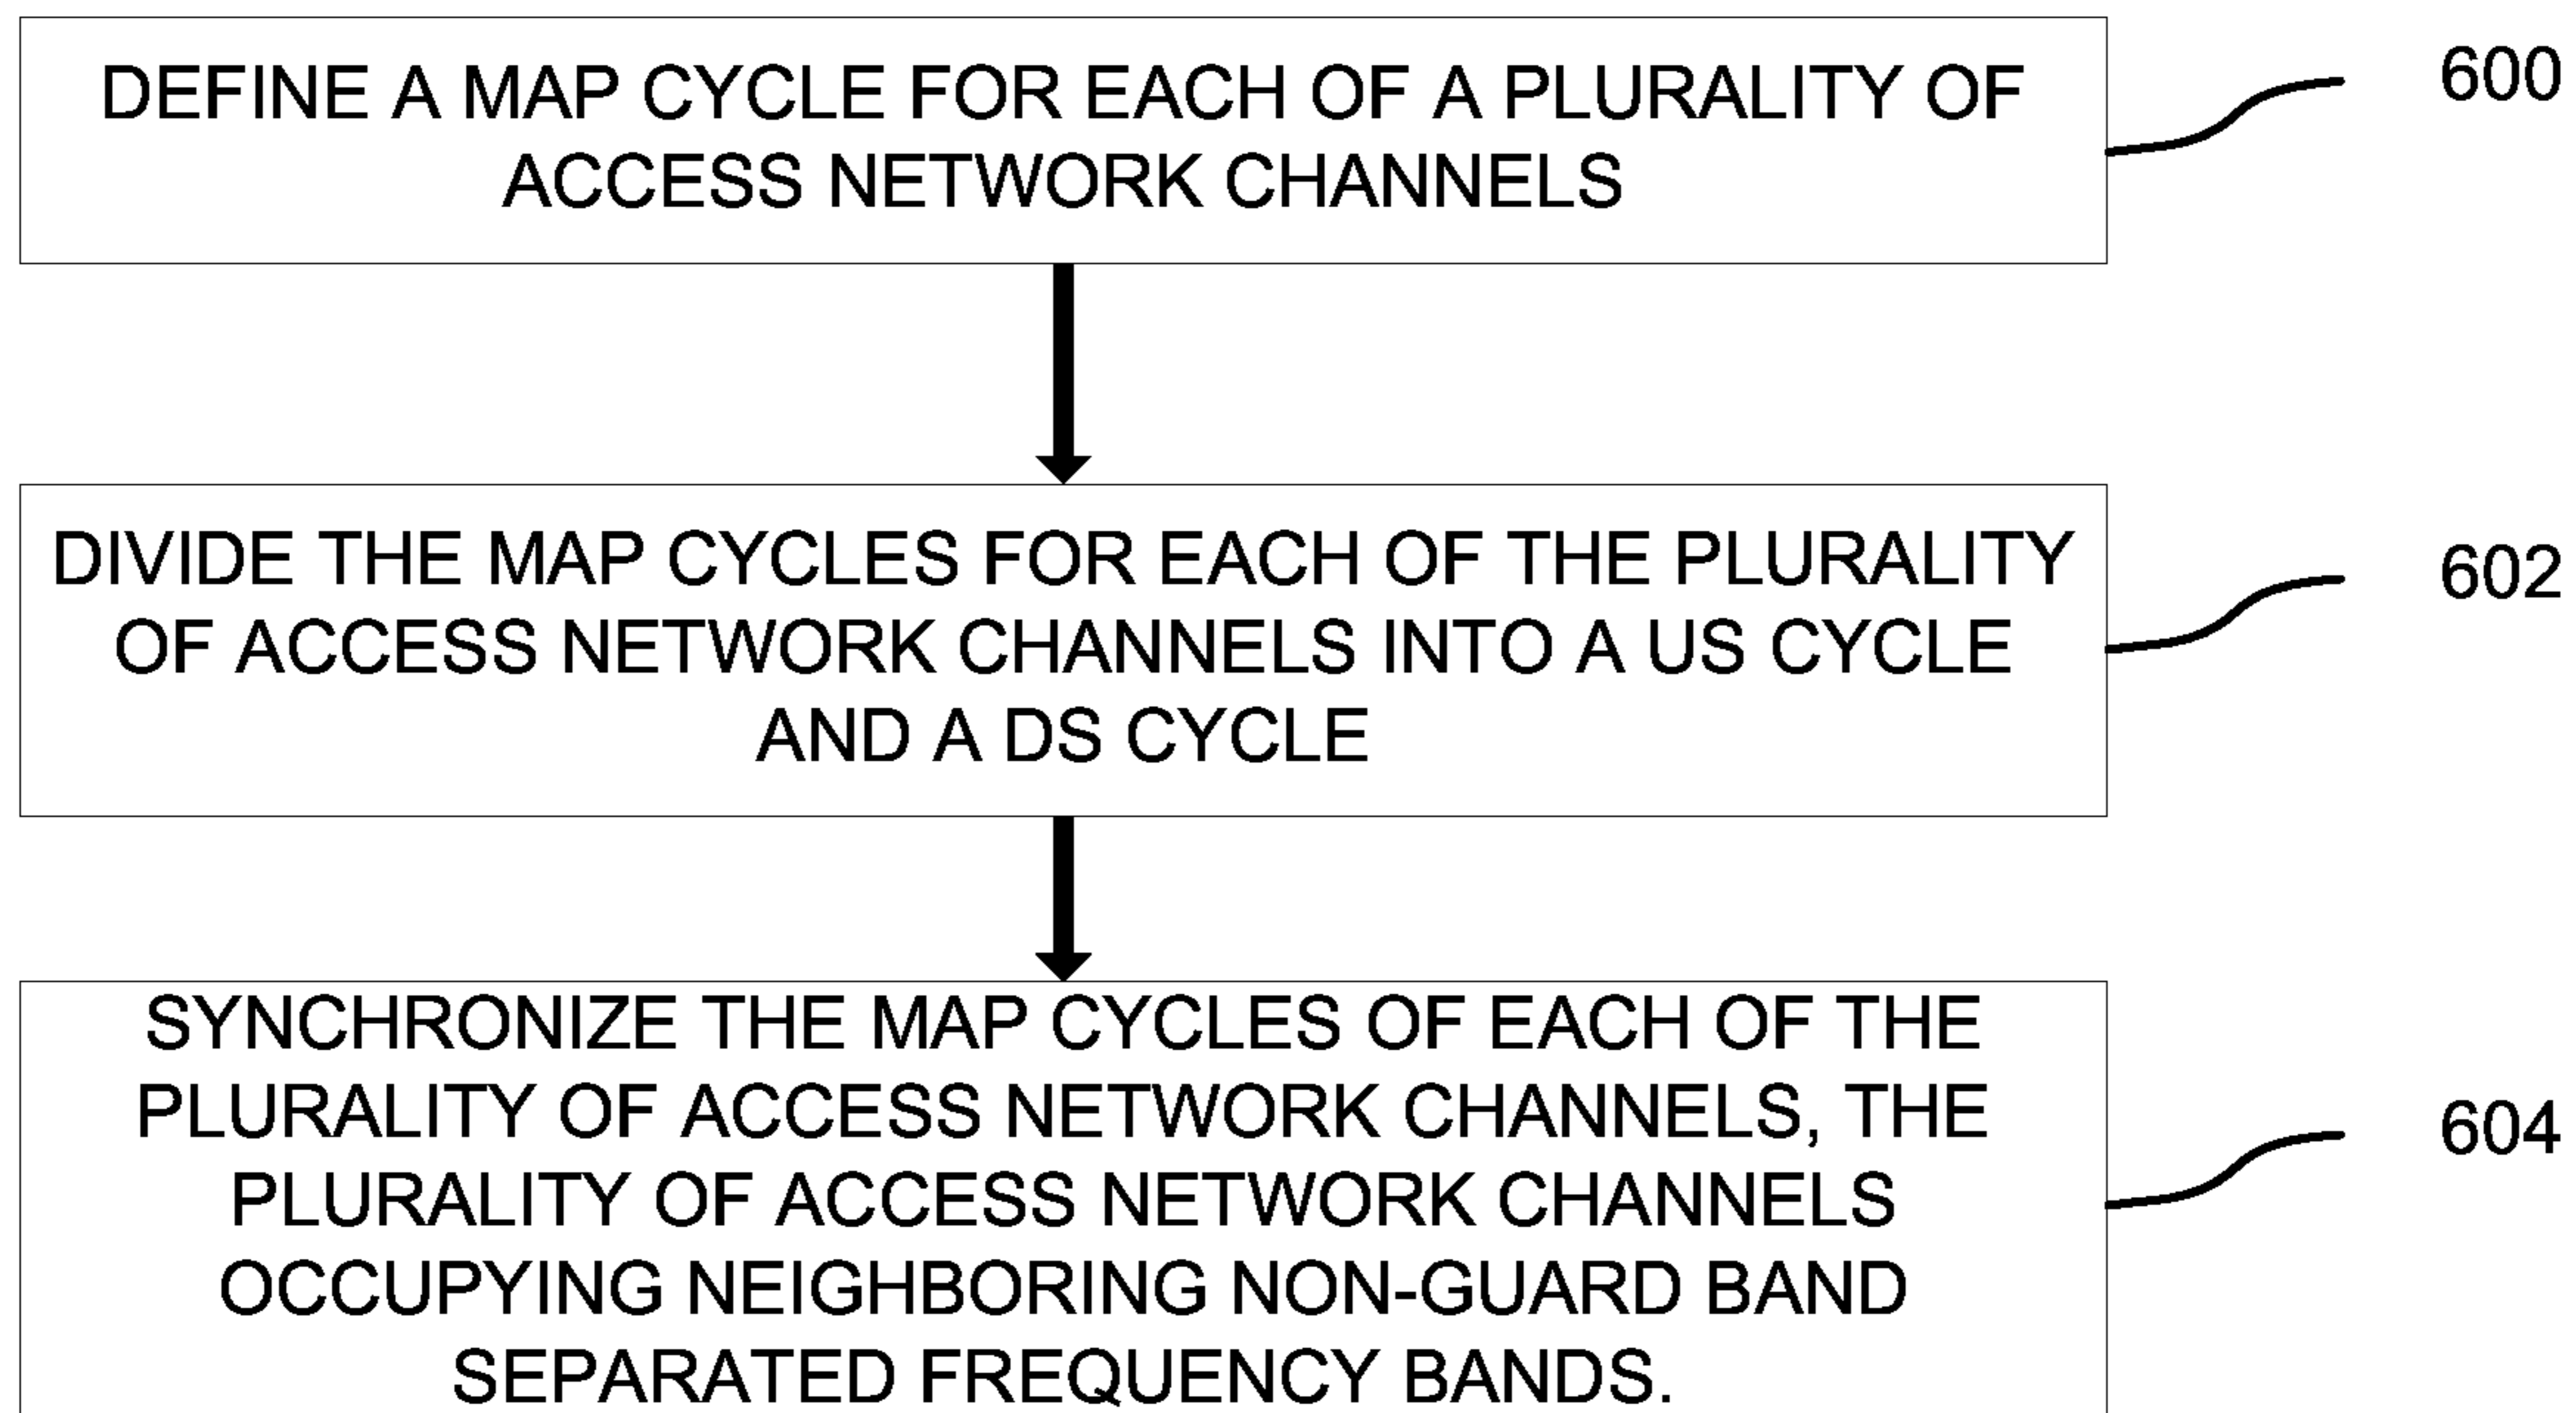 DEFINE A MAP CYCLE FOR EACH OF A PLURALITY OF
ACCESS NETWORK CHANNELS
600
DIVIDE THE MAP CYCLES FOR EACH OF THE PLURALITY
OF ACCESS NETWORK CHANNELS INTO A US CYCLE
AND A DS CYCLE
602
SYNCHRONIZE THE MAP CYCLES OF EACH OF THE
PLURALITY OF ACCESS NETWORK CHANNELS, THE
PLURALITY OF ACCESS NETWORK CHANNELS
OCCUPYING NEIGHBORING NON-GUARD BAND
SEPARATED FREQUENCY BANDS.
604